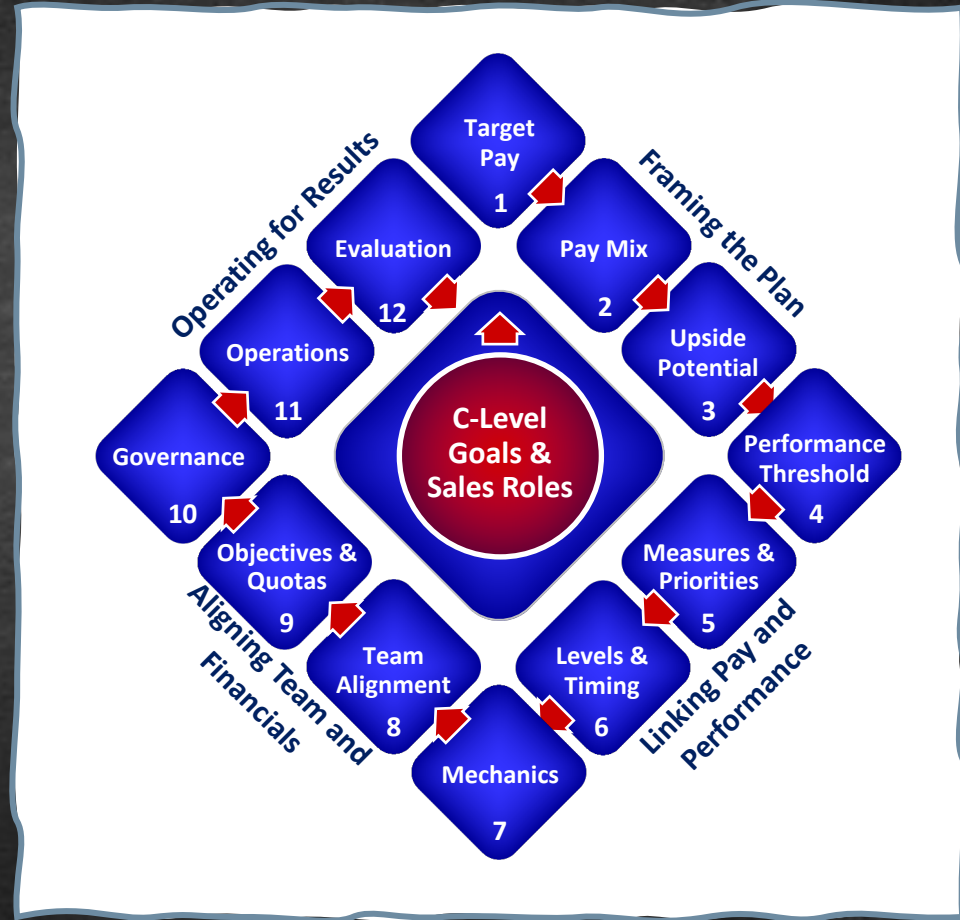 Target
Pay
1
Pay Mix
2
Upside
Potential
3
Performance
Threshold
4
Measures &
Priorities
5
Levels &
Timing
6
Mechanics
7
Team
Alignment
8
Objectives &
Quotas
9
Governance
10
Operations
11
Evaluation
12
C-Level
Goals &
Sales Roles
Framing the Plan
Linking Pay and
Performance
Aligning Team and
Financials
Operating for Results